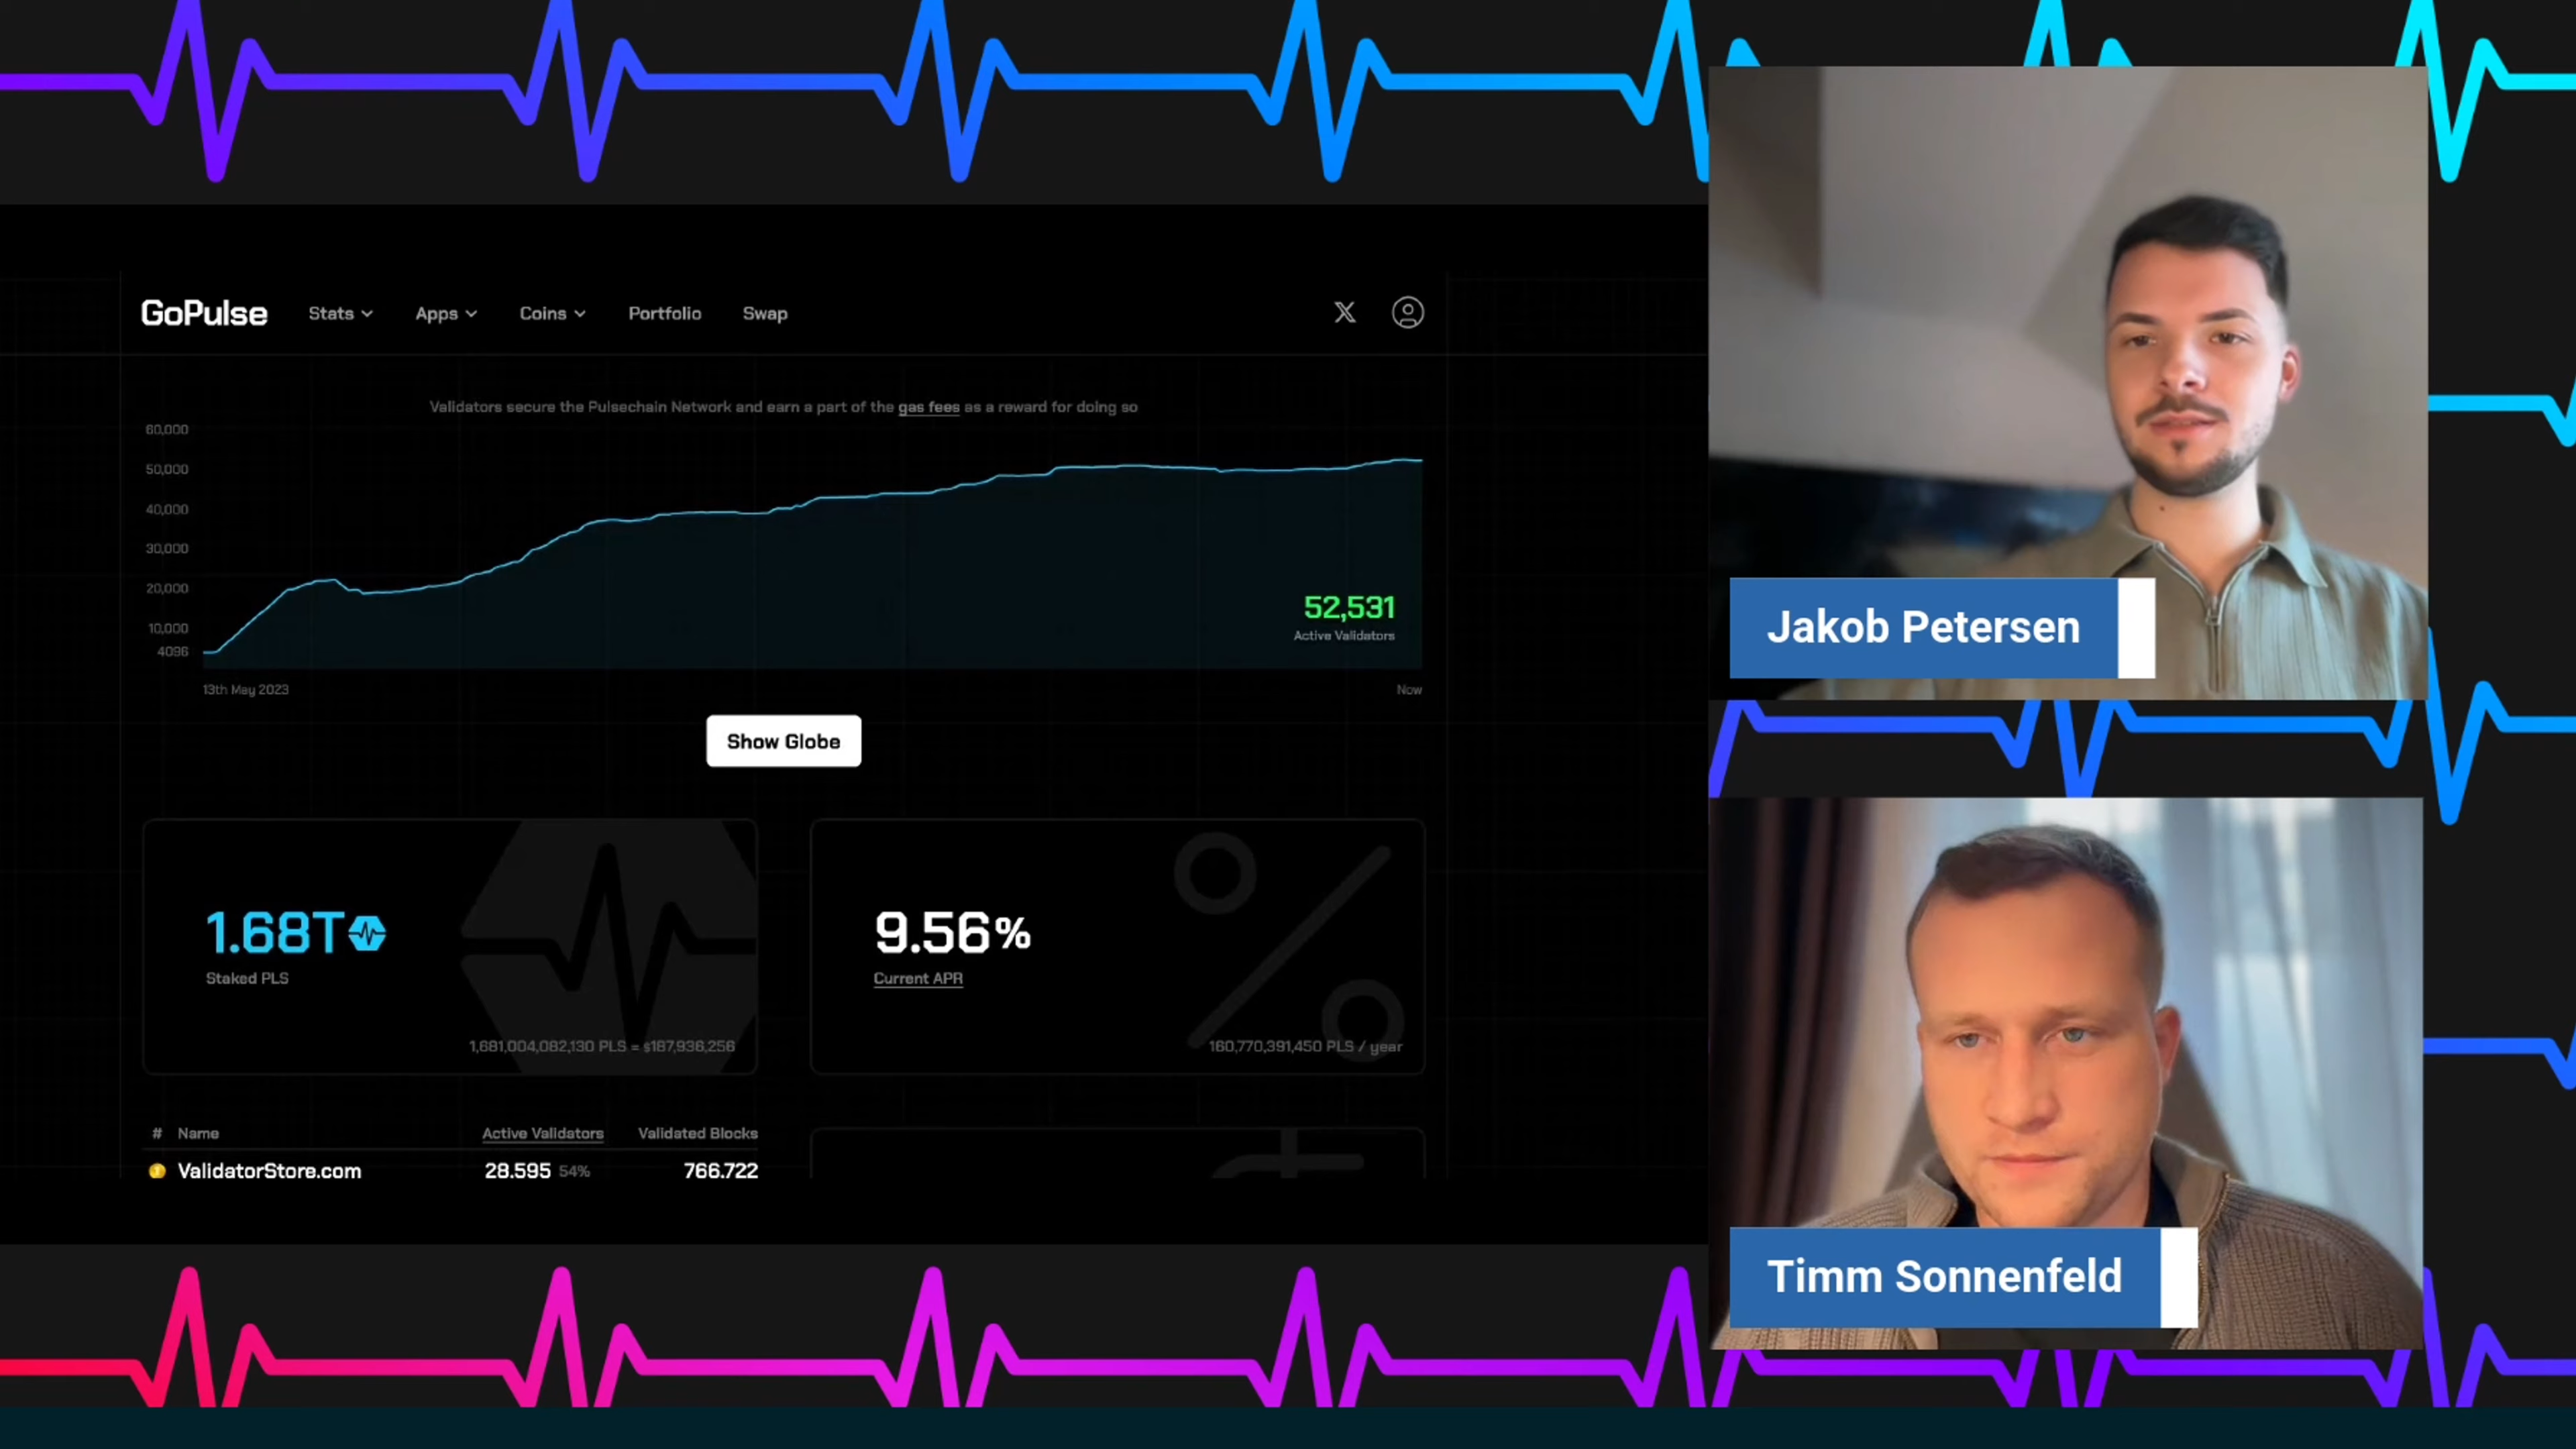 GoPulse
Stats
Apps
Coins
Portfolio
Swap
Validators secure the Pulsechain Network and earn a part of the gas fees as a reward for doing so
60,000
50,000
40,000
30,000
20,000
10,000
4096
52,531
Active Validators
13th May 2023
Now
Show Globe
1.68T
Staked PLS
1,681,004,082,130 PLS = $187,936,256
9.56%
Current APR
160,770,391,450 PLS / year
# Name Active Validators Validated Blocks
ValidatorStore.com 28.595 54% 766.722
Jakob Petersen
Timm Sonnenfeld